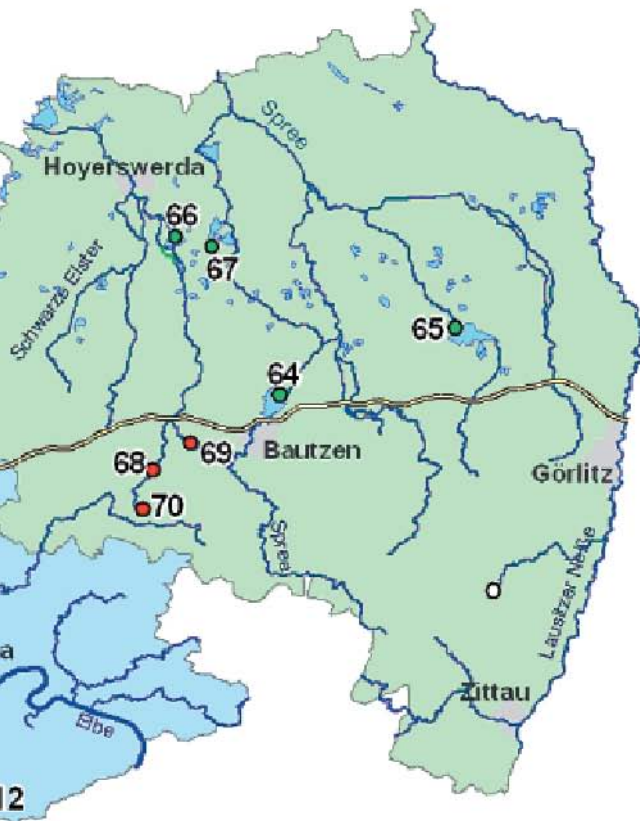 Spree
Hoyerswerda
66
67
Schwarze Elster
65
64
Bautzen
69
68
Görlitz
70
Spree
Lausitzer Neiße
a
Zittau
Elbe
12